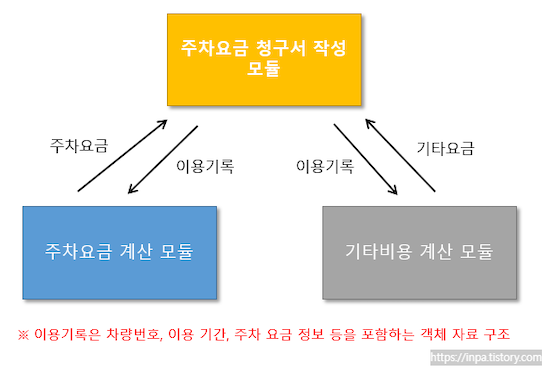 주차요금 청구서 작성
모듈
주차요금
이용기록
이용기록
기타요금
주차요금 계산 모듈
기타비용 계산 모듈
※ 이용기록은 차량번호, 이용 기간, 주차 요금 정보 등을 포함하는 객체 자료 구조
https://inpa.tistory.com